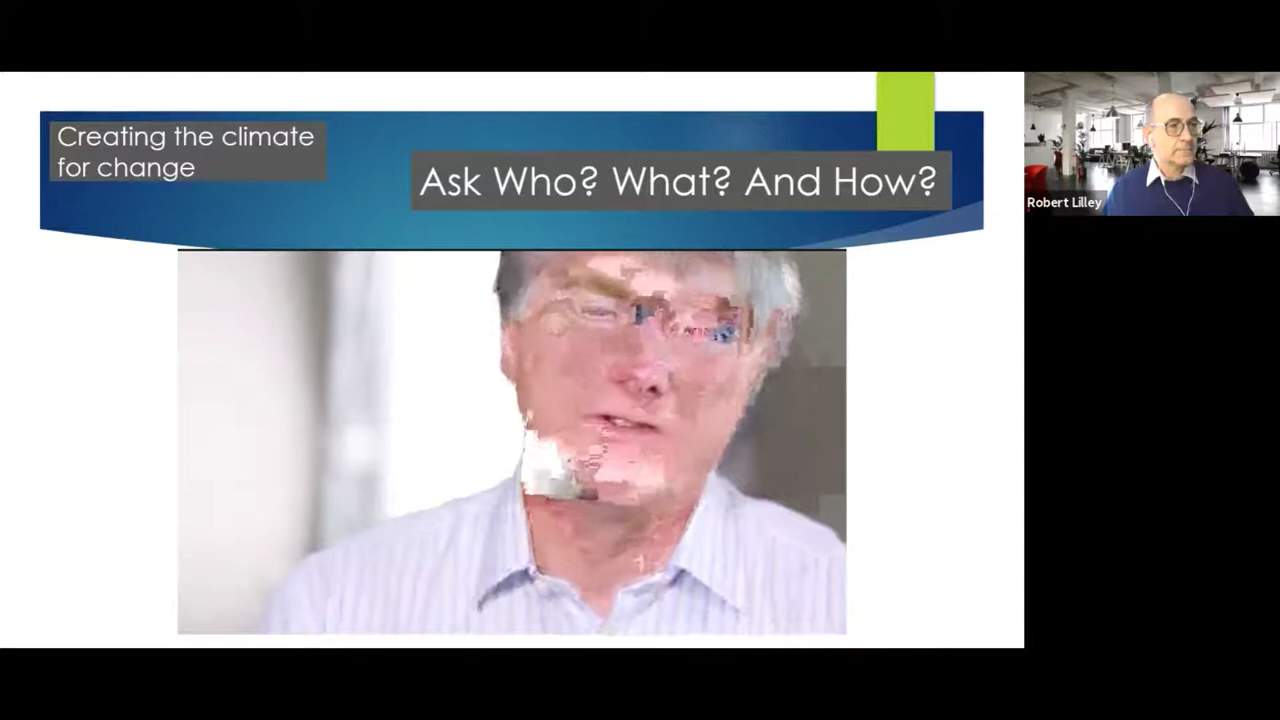 Creating the climate
for change
Ask Who? What? And How?
Robert Lilley